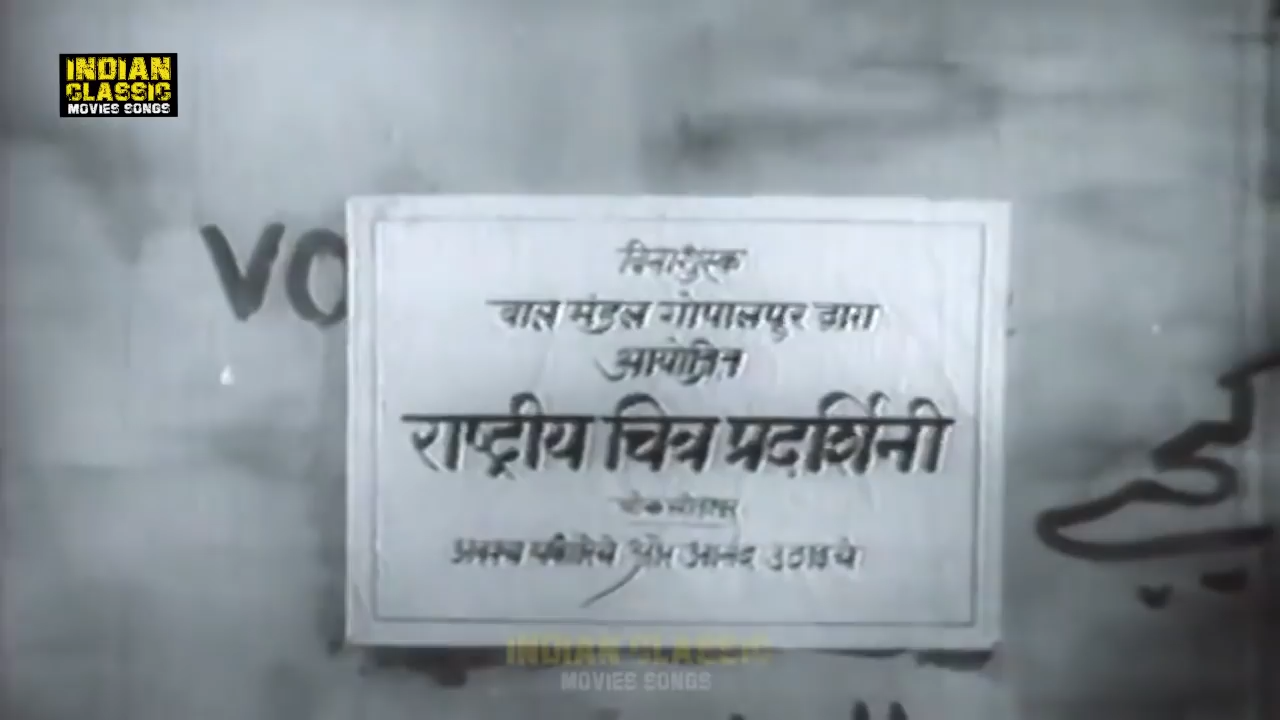 INDIAN
CLASSIC
MOVIES SONGS
VO
बाल मंडल गोपालपुर द्वारा
आयोजित
राष्ट्रीय चित्र प्रदर्शिनी
अवश्य पधारिये और आनंद उठाइये
INDIAN CLASSIC
MOVIES SONGS